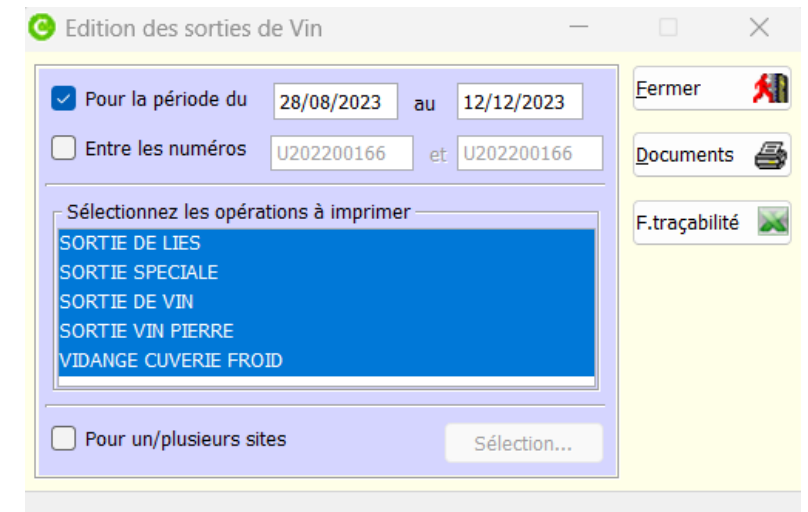 Edition des sorties de Vin
Pour la période du 28/08/2023 au 12/12/2023
Entre les numéros U202200166 et U202200166
Sélectionnez les opérations à imprimer
SORTIE DE LIES
SORTIE SPECIALE
SORTIE DE VIN
SORTIE VIN PIERRE
VIDANGE CUVERIE FROID
Pour un/plusieurs sites Sélection...
Fermer
Documents
F.traçabilité